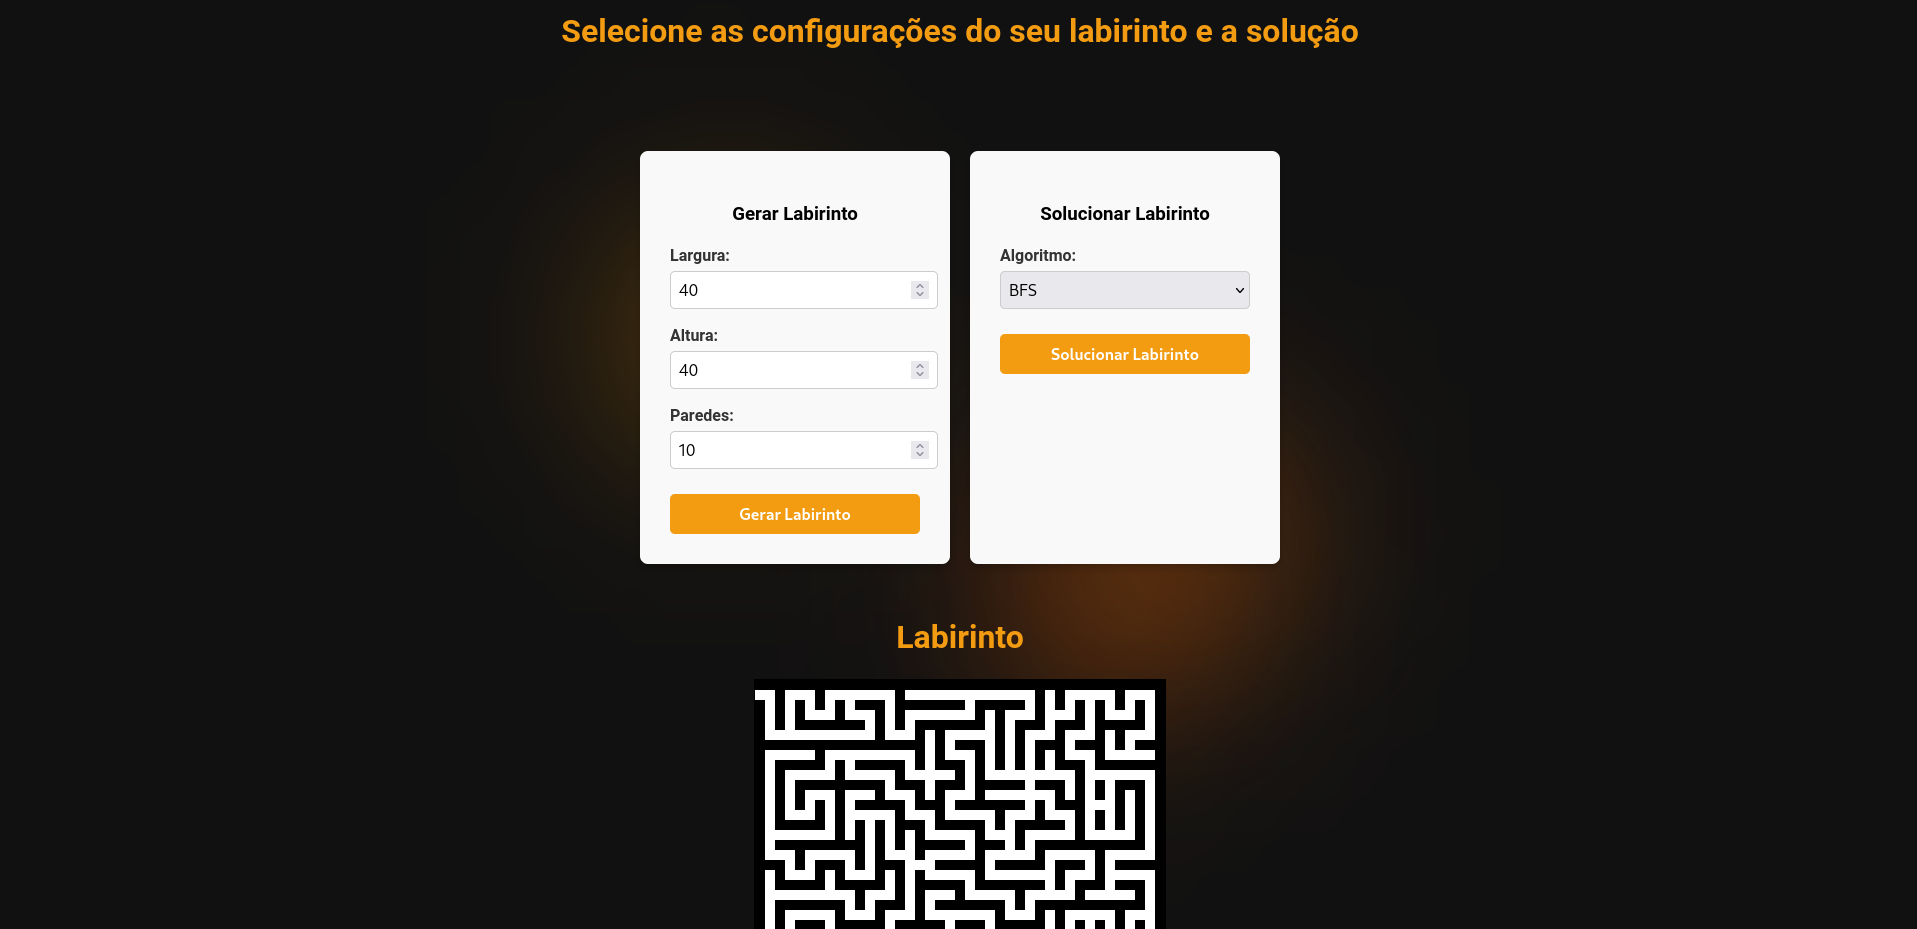 Selecione as configurações do seu labirinto e a solução
Gerar Labirinto
Largura:
40
Altura:
40
Paredes:
10
Gerar Labirinto
Solucionar Labirinto
Algoritmo:
BFS
Solucionar Labirinto
Labirinto